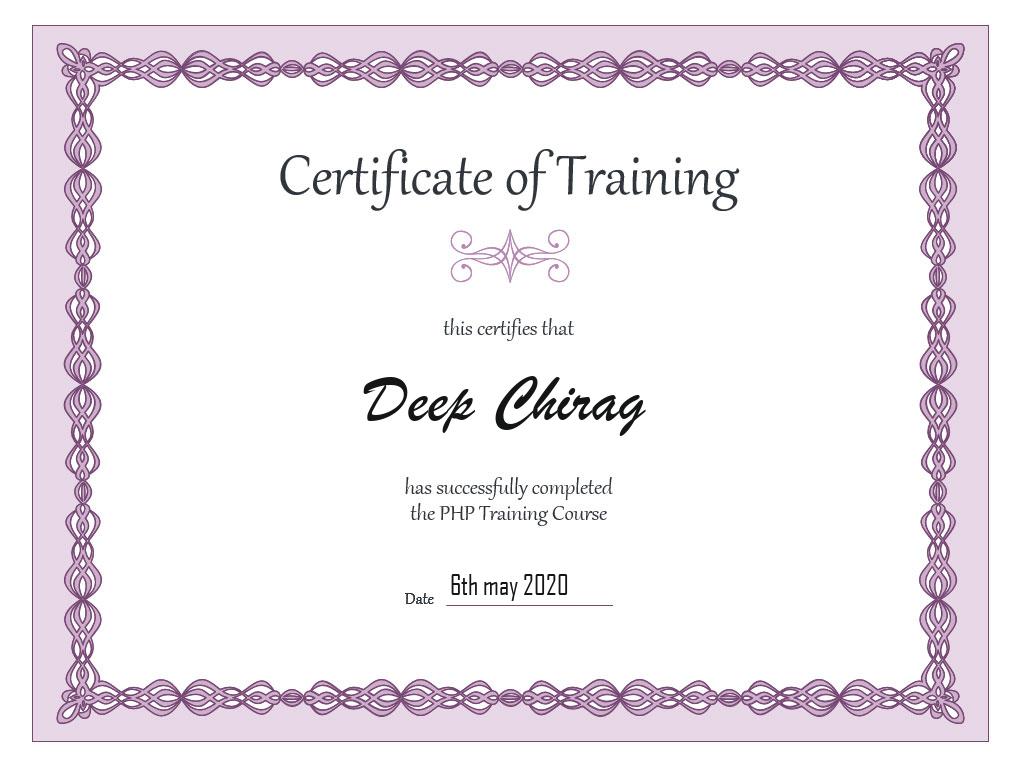 Certificate of Training
this certifies that
Deep Chirag
has successfully completed
the PHP Training Course
Date 6th may 2020